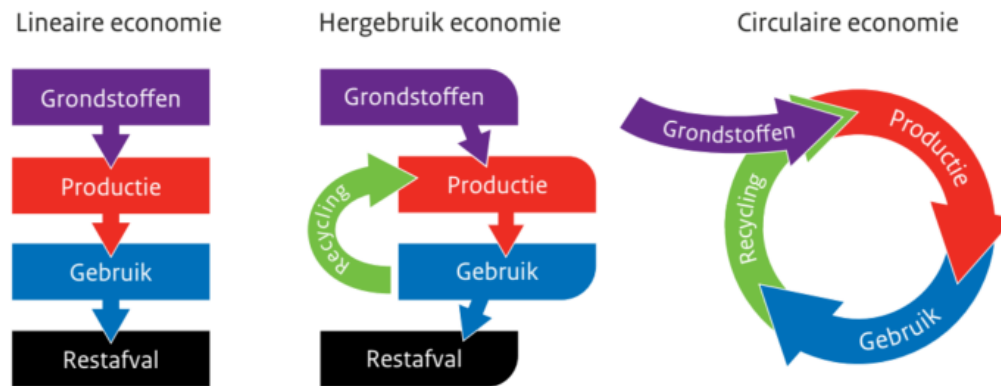 Lineaire economie
Grondstoffen
Productie
Gebruik
Restafval
Hergebruik economie
Grondstoffen
Productie
Recycling
Gebruik
Restafval
Circulaire economie
Grondstoffen
Productie
Recycling
Gebruik